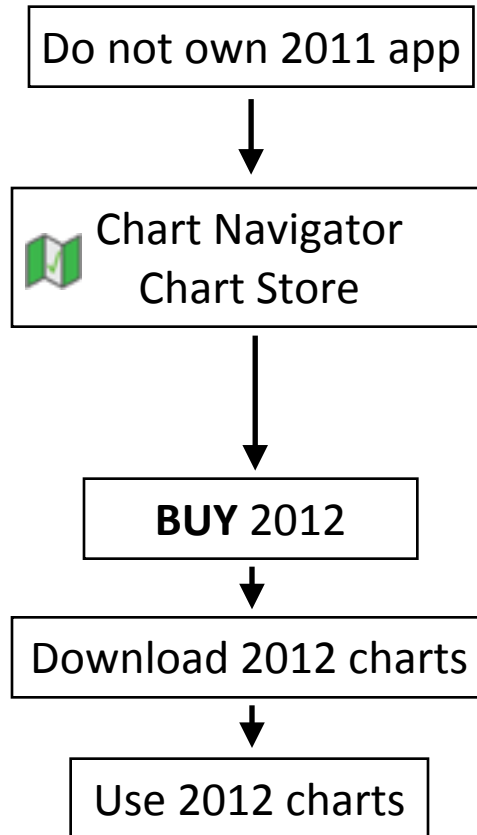 Do not own 2011 app
Chart Navigator
Chart Store
BUY 2012
Download 2012 charts
Use 2012 charts